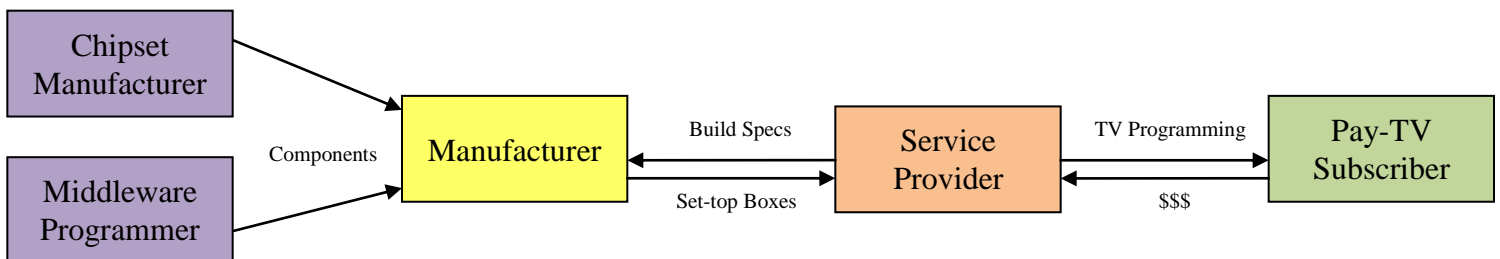 Chipset
Manufacturer
Middleware
Programmer
Components
Manufacturer
Build Specs
Set-top Boxes
Service
Provider
TV Programming
$$$
Pay-TV
Subscriber